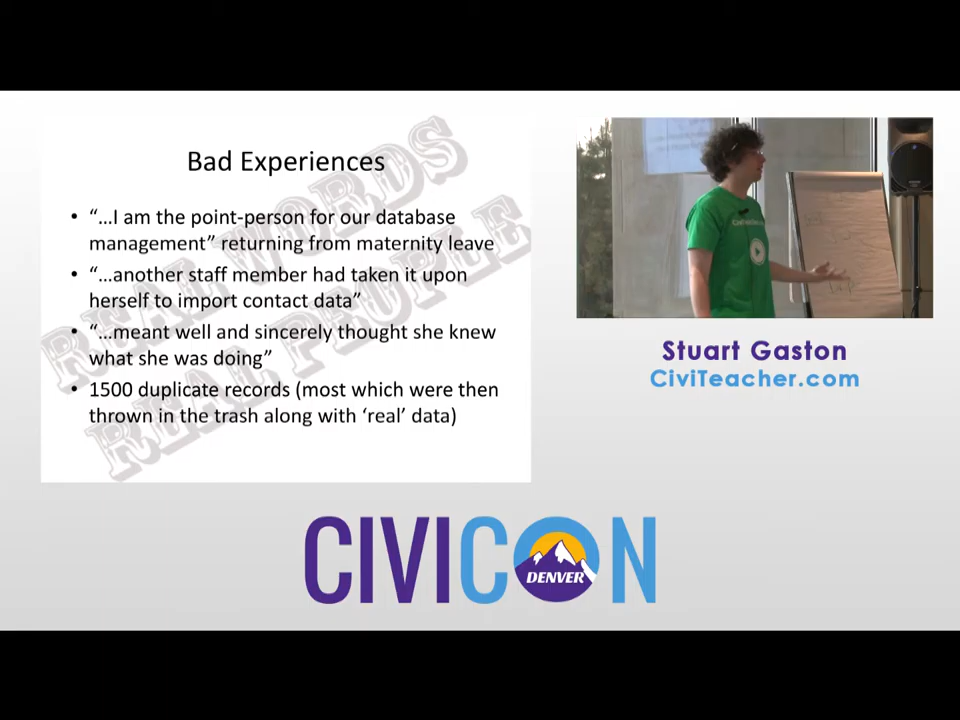 Bad Experiences
REAL WORDS
REAL PEOPLE
• “...I am the point-person for our database
management” returning from maternity leave
• “...another staff member had taken it upon
herself to import contact data”
• “...meant well and sincerely thought she knew
what she was doing”
• 1500 duplicate records (most which were then
thrown in the trash along with ‘real’ data)
Stuart Gaston
CiviTeacher.com
CIVICON
DENVER